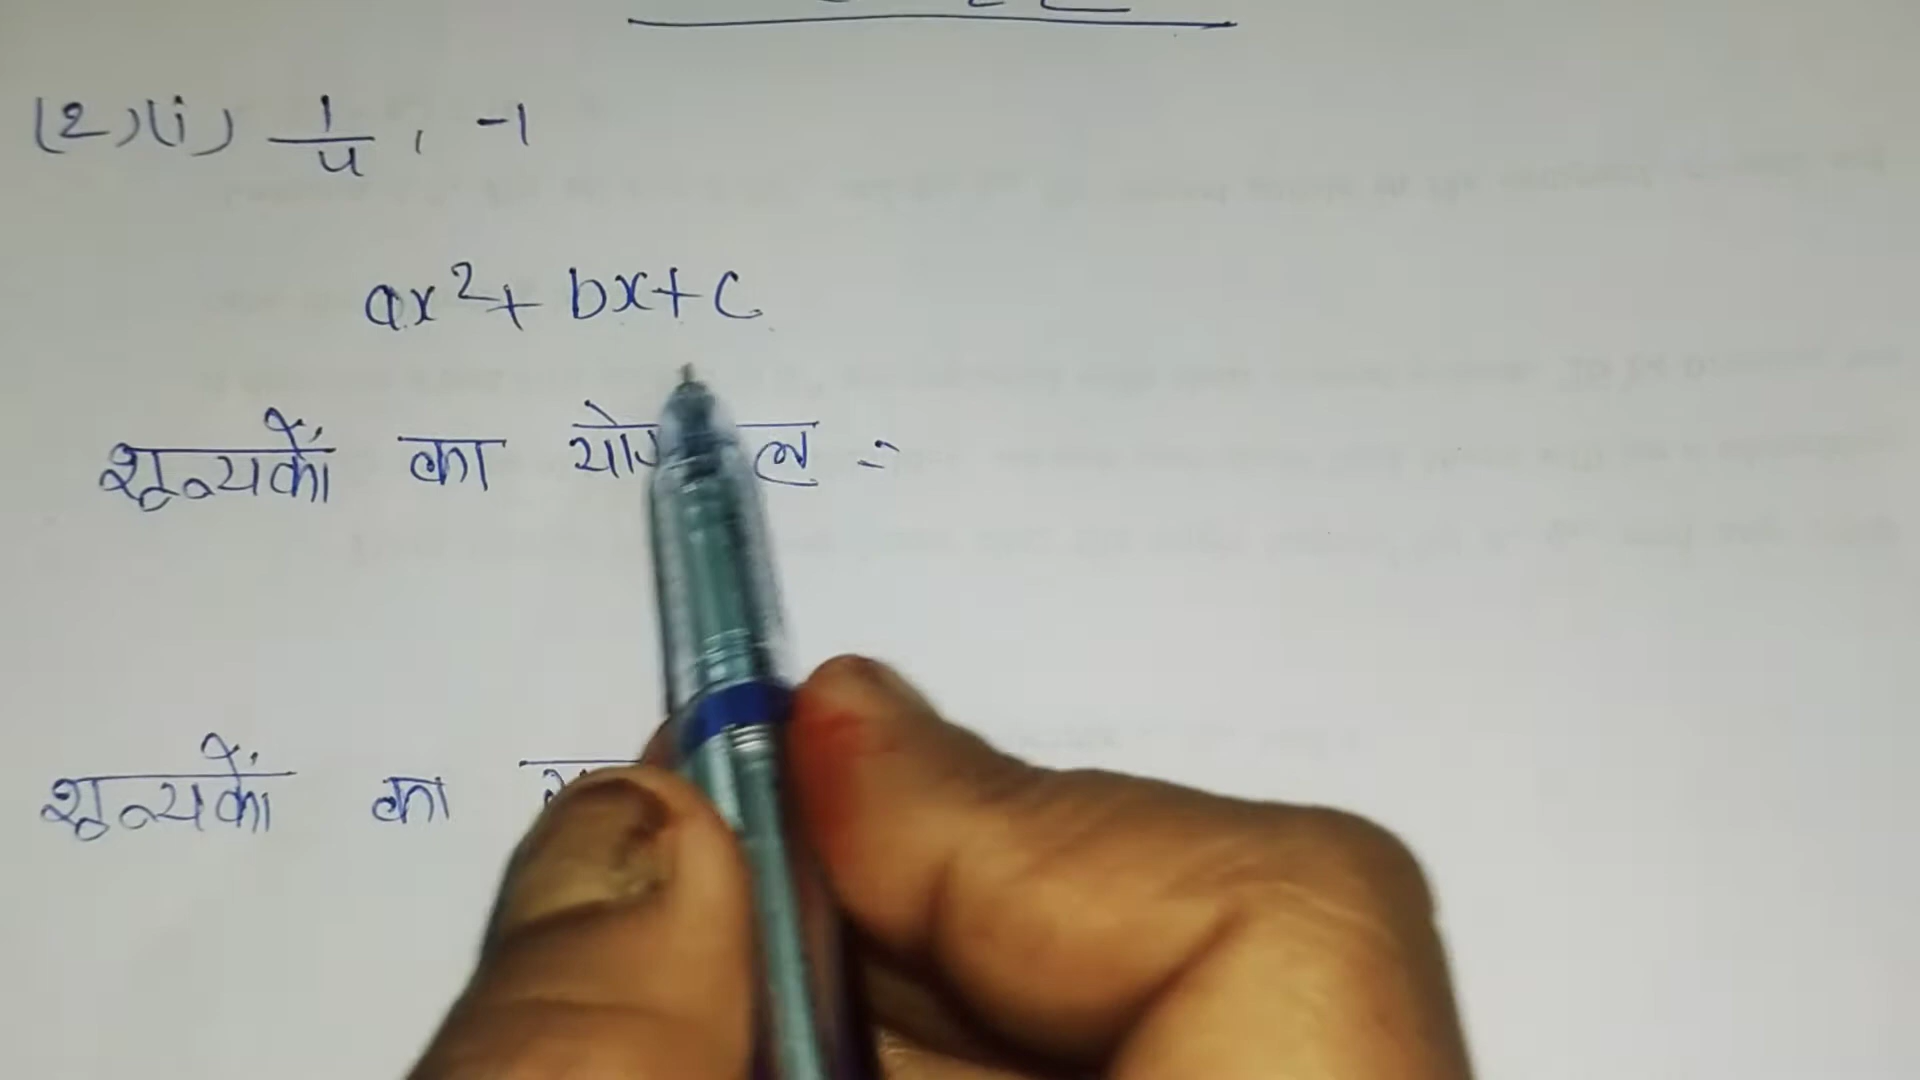 (2)(i) 1/4, -1
ax²+ bx+c
शून्यकों का =
शून्यकों का